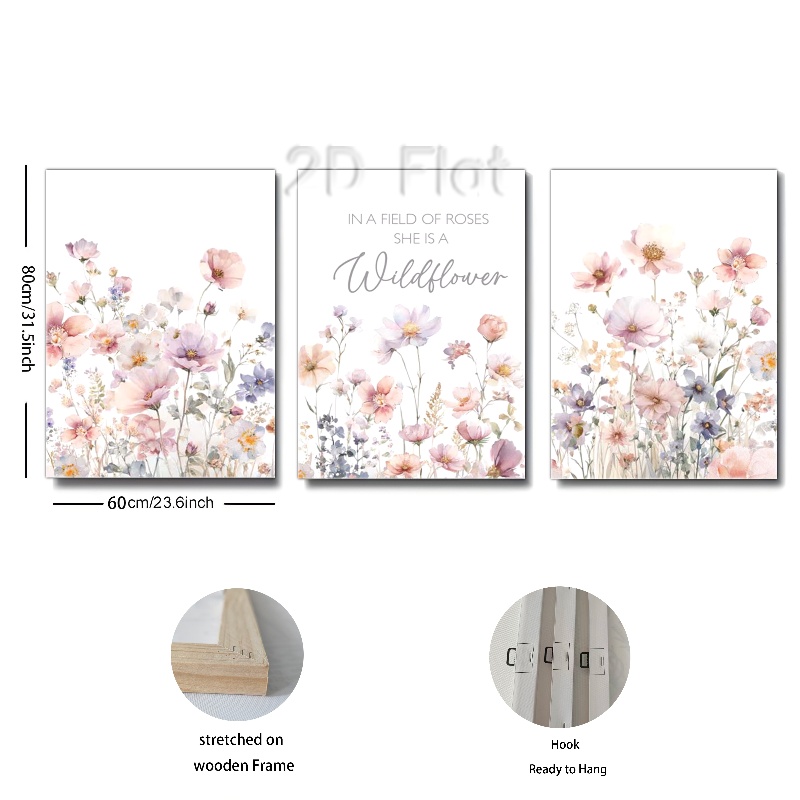 2D Flat
IN A FIELD OF ROSES
SHE IS A
Wildflower
80cm/31.5inch
60cm/23.6inch
stretched on
wooden Frame
Hook
Ready to Hang